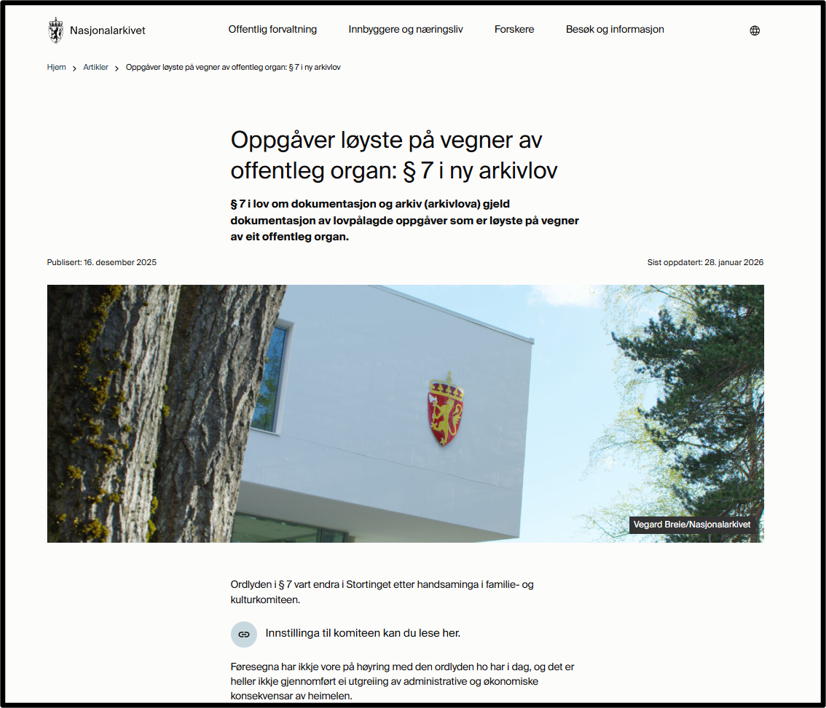 Nasjonalarkivet
Offentlig forvaltning
Innbyggere og næringsliv
Forskere
Besøk og informasjon
Hjem > Artikler > Oppgåver løyste på vegner av offentleg organ: § 7 i ny arkivlov
Oppgåver løyste på vegner av
offentleg organ: § 7 i ny arkivlov
§ 7 i lov om dokumentasjon og arkiv (arkivlova) gjeld
dokumentasjon av lovpålagde oppgåver som er løyste på vegner
av eit offentleg organ.
Publisert: 16. desember 2025
Sist oppdatert: 28. januar 2026
Vegard Breie/Nasjonalarkivet
Ordlyden i § 7 vart endra i Stortinget etter handsaminga i familie- og
kulturkomiteen.
Innstillinga til komiteen kan du lese her.
Føresegna har ikkje vore på høyring med den ordlyden ho har i dag, og det er
heller ikkje gjennomført ei utgreiing av administrative og økonomiske
konsekvensar av heimelen.